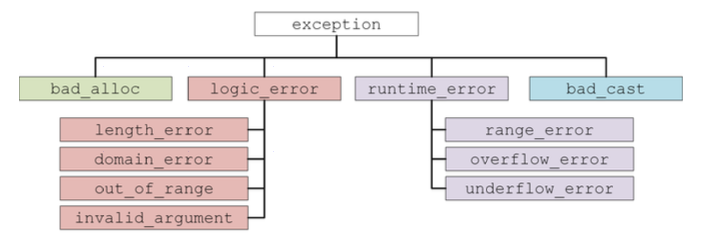 exception
bad_alloc
logic_error
runtime_error
bad_cast
length_error
domain_error
out_of_range
invalid_argument
range_error
overflow_error
underflow_error